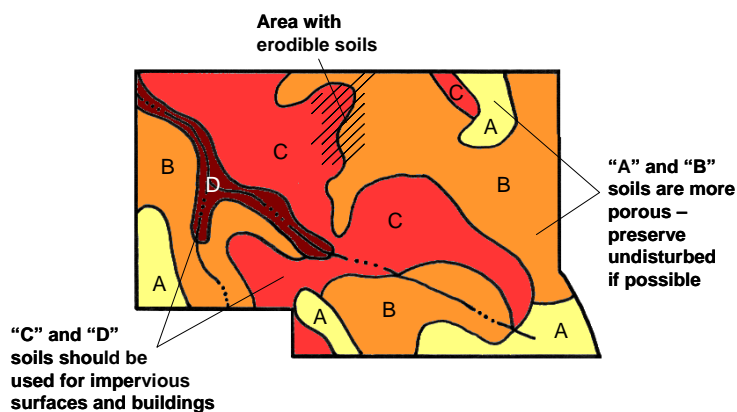 Area with
erodible soils
C
A
B
C
B
D
"A" and "B"
soils are more
porous –
preserve
undisturbed
if possible
C
A
B
A
A
"C" and "D"
soils should be
used for impervious
surfaces and buildings